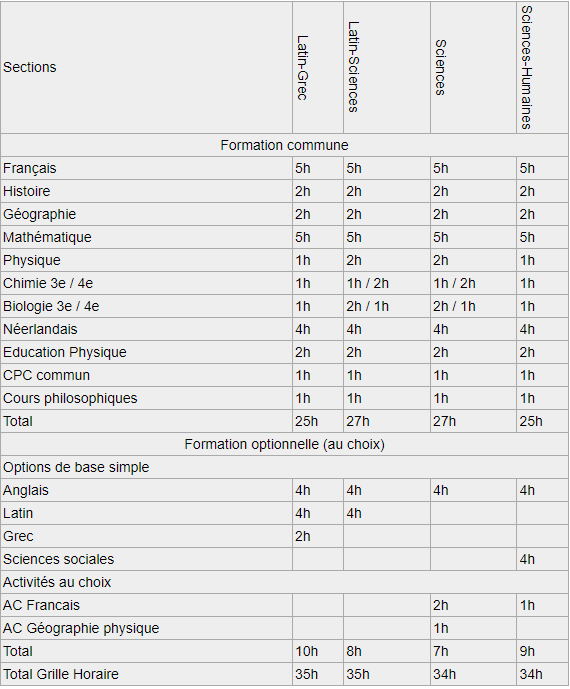 Sections Latin-Grec Latin-Sciences Sciences Sciences-Humaines
Formation commune
Français 5h 5h 5h 5h
Histoire 2h 2h 2h 2h
Géographie 2h 2h 2h 2h
Mathématique 5h 5h 5h 5h
Physique 1h 2h 2h 1h
Chimie 3e / 4e 1h 1h / 2h 1h / 2h 1h
Biologie 3e / 4e 1h 2h / 1h 2h / 1h 1h
Néerlandais 4h 4h 4h 4h
Education Physique 2h 2h 2h 2h
CPC commun 1h 1h 1h 1h
Cours philosophiques 1h 1h 1h 1h
Total 25h 27h 27h 25h
Formation optionnelle (au choix)
Options de base simple
Anglais 4h 4h 4h 4h
Latin 4h 4h
Grec 2h
Sciences sociales 4h
Activités au choix
AC Francais 2h 1h
AC Géographie physique 1h
Total 10h 8h 7h 9h
Total Grille Horaire 35h 35h 34h 34h